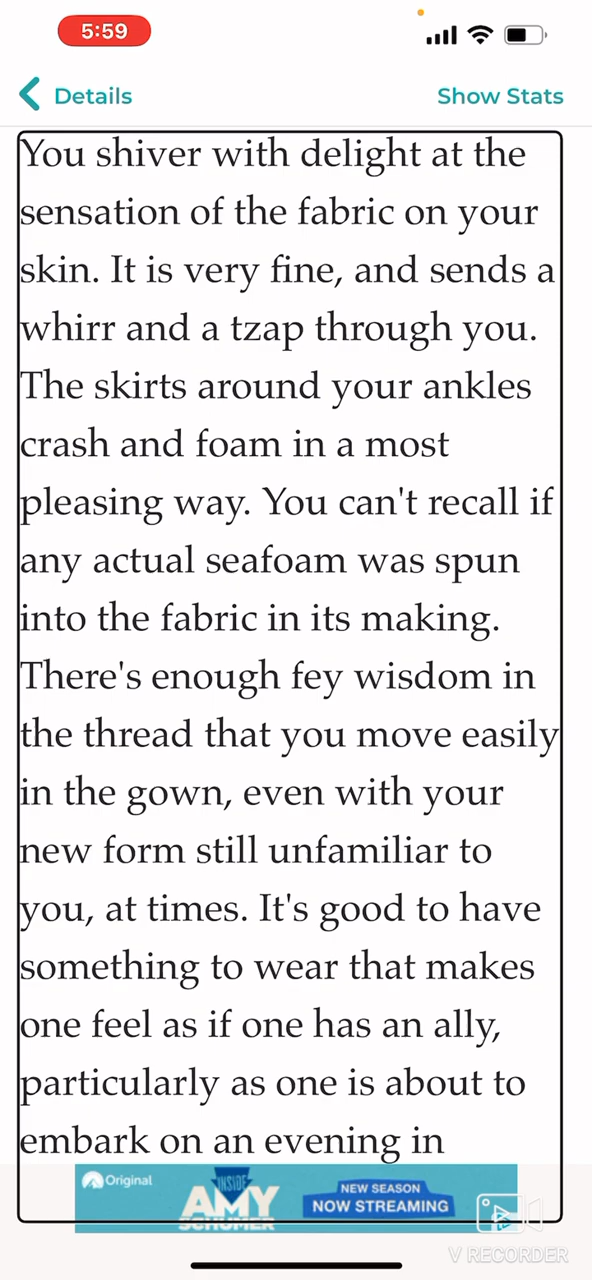 5:59
Details
Show Stats
You shiver with delight at the
sensation of the fabric on your
skin. It is very fine, and sends a
whirr and a tzap through you.
The skirts around your ankles
crash and foam in a most
pleasing way. You can't recall if
any actual seafoam was spun
into the fabric in its making.
There's enough fey wisdom in
the thread that you move easily
in the gown, even with your
new form still unfamiliar to
you, at times. It's good to have
something to wear that makes
one feel as if one has an ally,
particularly as one is about to
embark on an evening in
Original
INSIDE
AMY
SCHUMER
NEW SEASON
NOW STREAMING
V RECORDER